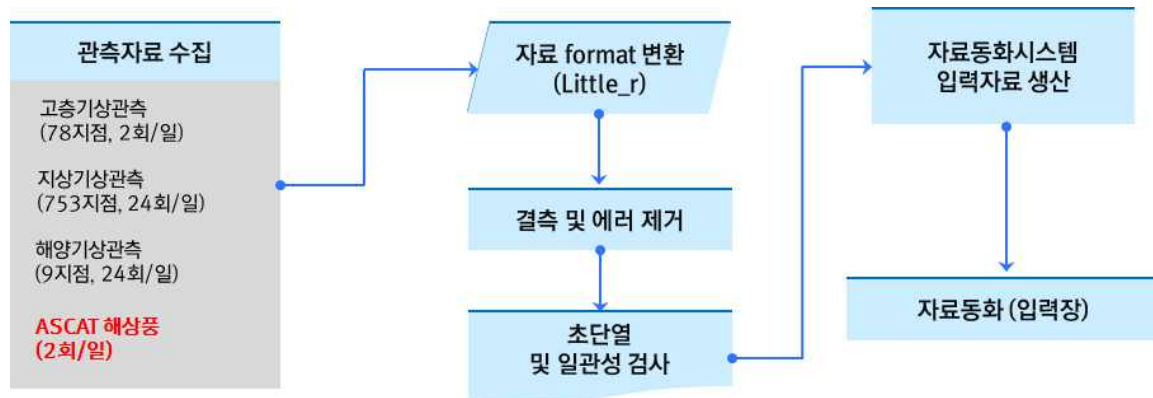 관측자료 수집
고층기상관측
(78지점, 2회/일)
지상기상관측
(753지점, 24회/일)
해양기상관측
(9지점, 24회/일)
ASCAT 해상풍
(2회/일)
자료 format 변환
(Little_r)
결측 및 에러 제거
초단열
및 일관성 검사
자료동화시스템
입력자료 생산
자료동화 (입력장)